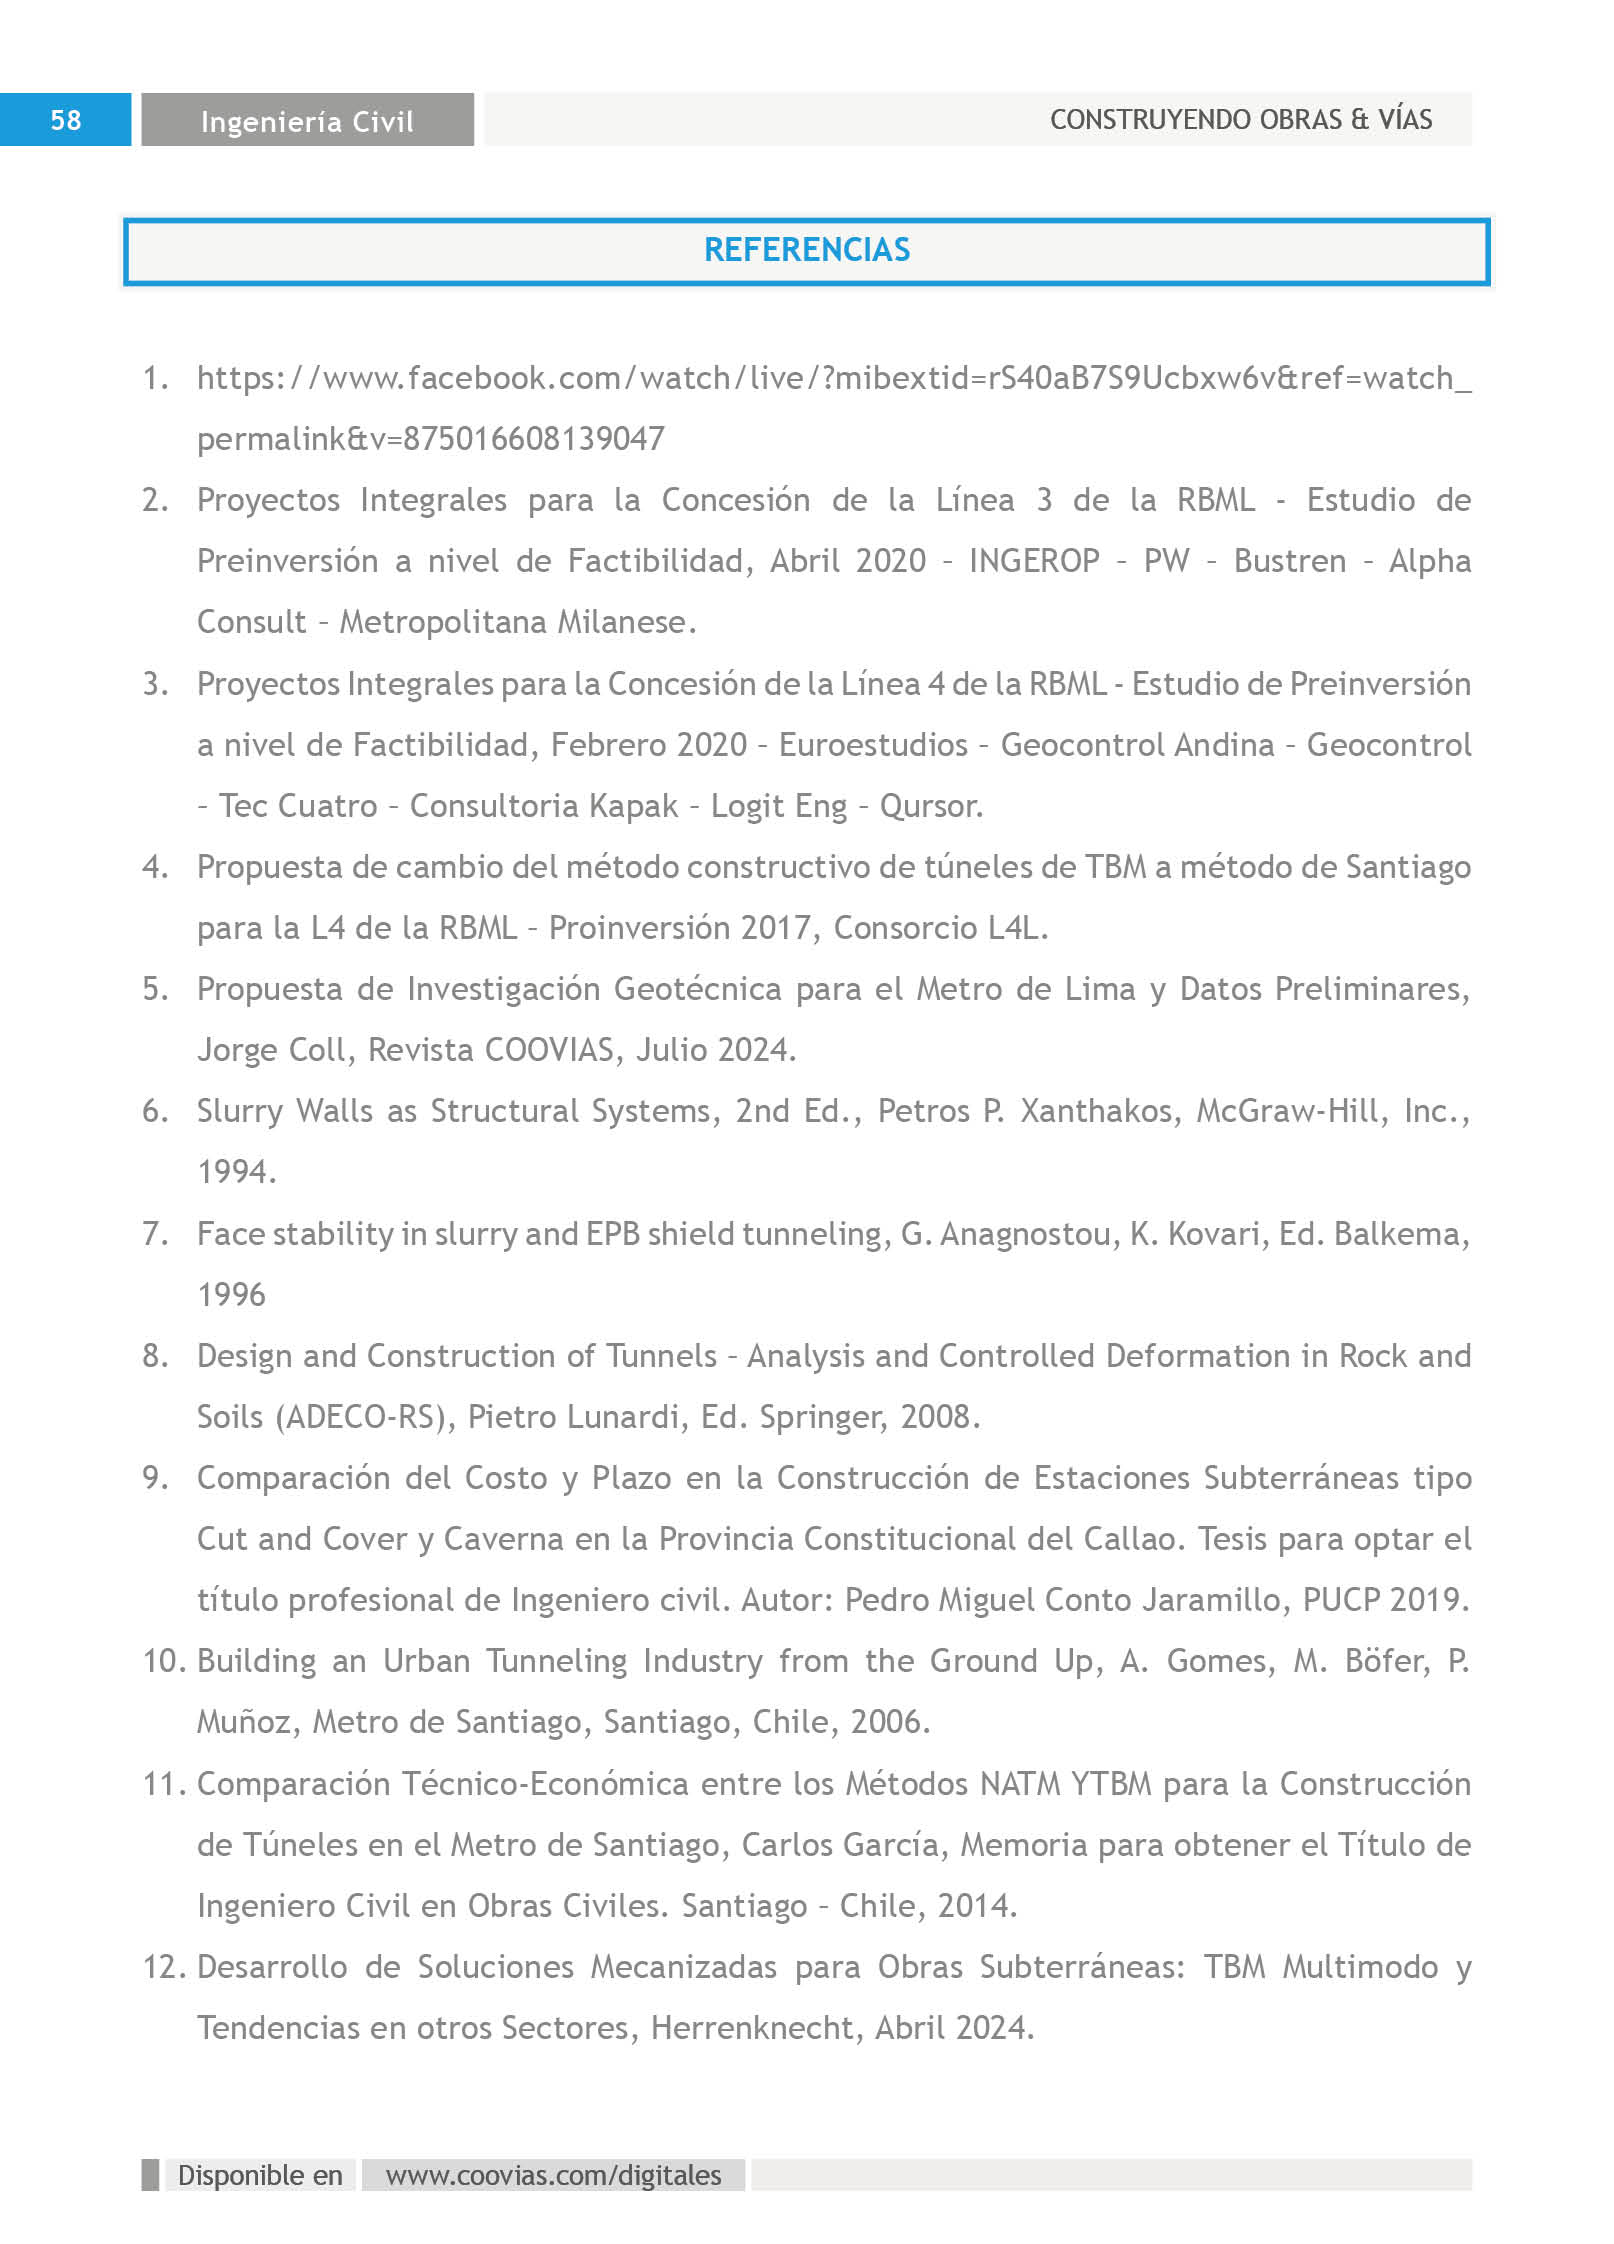 58
Ingeniería Civil
CONSTRUYENDO OBRAS & VÍAS
REFERENCIAS
1. https://www.facebook.com/watch/live/?mibextid=rS40aB7S9Ucbxw6v&ref=watch_
permalink&v=875016608139047
2. Proyectos Integrales para la Concesión de la Línea 3 de la RBML - Estudio de
Preinversión a nivel de Factibilidad, Abril 2020 – INGEROP – PW – Bustren – Alpha
Consult – Metropolitana Milanese.
3. Proyectos Integrales para la Concesión de la Línea 4 de la RBML - Estudio de Preinversión
a nivel de Factibilidad, Febrero 2020 – Euroestudios – Geocontrol Andina – Geocontrol
– Tec Cuatro – Consultoria Kapak – Logit Eng – Qursor.
4. Propuesta de cambio del método constructivo de túneles de TBM a método de Santiago
para la L4 de la RBML – Proinversión 2017, Consorcio L4L.
5. Propuesta de Investigación Geotécnica para el Metro de Lima y Datos Preliminares,
Jorge Coll, Revista COOVIAS, Julio 2024.
6. Slurry Walls as Structural Systems, 2nd Ed., Petros P. Xanthakos, McGraw-Hill, Inc.,
1994.
7. Face stability in slurry and EPB shield tunneling, G. Anagnostou, K. Kovari, Ed. Balkema,
1996
8. Design and Construction of Tunnels – Analysis and Controlled Deformation in Rock and
Soils (ADECO-RS), Pietro Lunardi, Ed. Springer, 2008.
9. Comparación del Costo y Plazo en la Construcción de Estaciones Subterráneas tipo
Cut and Cover y Caverna en la Provincia Constitucional del Callao. Tesis para optar el
título profesional de Ingeniero civil. Autor: Pedro Miguel Conto Jaramillo, PUCP 2019.
10. Building an Urban Tunneling Industry from the Ground Up, A. Gomes, M. Böfer, P.
Muñoz, Metro de Santiago, Santiago, Chile, 2006.
11. Comparación Técnico-Económica entre los Métodos NATM YTBM para la Construcción
de Túneles en el Metro de Santiago, Carlos García, Memoria para obtener el Título de
Ingeniero Civil en Obras Civiles. Santiago – Chile, 2014.
12. Desarrollo de Soluciones Mecanizadas para Obras Subterráneas: TBM Multimodo y
Tendencias en otros Sectores, Herrenknecht, Abril 2024.
Disponible en www.coovias.com/digitales